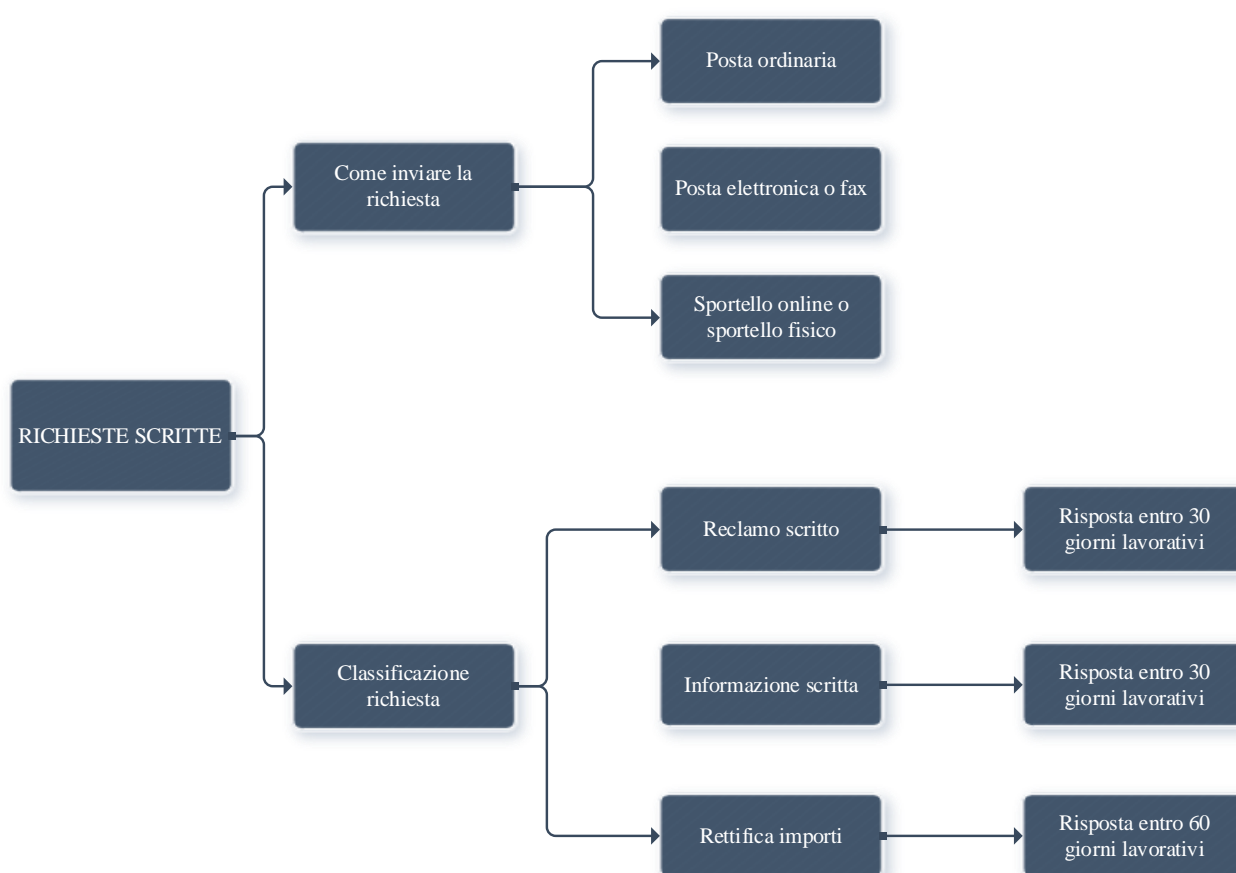 Posta ordinaria
Come inviare la
richiesta
Posta elettronica o fax
Sportello online o
sportello fisico
RICHIESTE SCRITTE
Reclamo scritto
Risposta entro 30
giorni lavorativi
Classificazione
richiesta
Informazione scritta
Risposta entro 30
giorni lavorativi
Rettifica importi
Risposta entro 60
giorni lavorativi